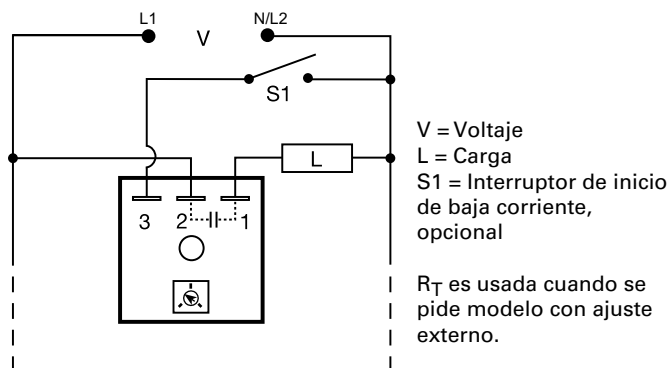 L1
V
N/L2
S1
L
3
2
1
V = Voltaje
L = Carga
S1 = Interruptor de inicio
de baja corriente,
opcional
RT es usada cuando se
pide modelo con ajuste
externo.